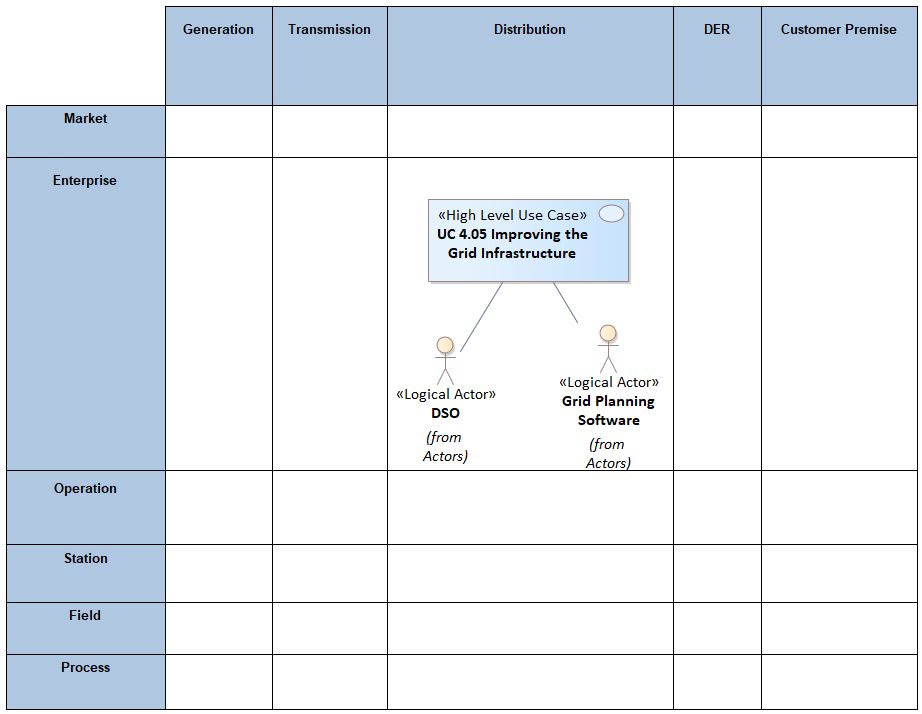 Generation
Transmission
Distribution
DER
Customer Premise
Market
Enterprise
«High Level Use Case»
UC 4.05 Improving the
Grid Infrastructure
«Logical Actor»
DSO
(from
Actors)
«Logical Actor»
Grid Planning
Software
(from
Actors)
Operation
Station
Field
Process